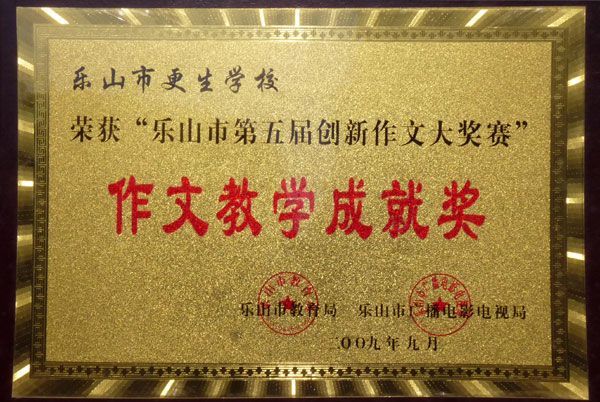 乐山市更生学校
荣获“乐山市第五届创新作文大奖赛”
作文教学成就奖
乐山市教育局 乐山市广播电影电视局
二〇〇九年九月